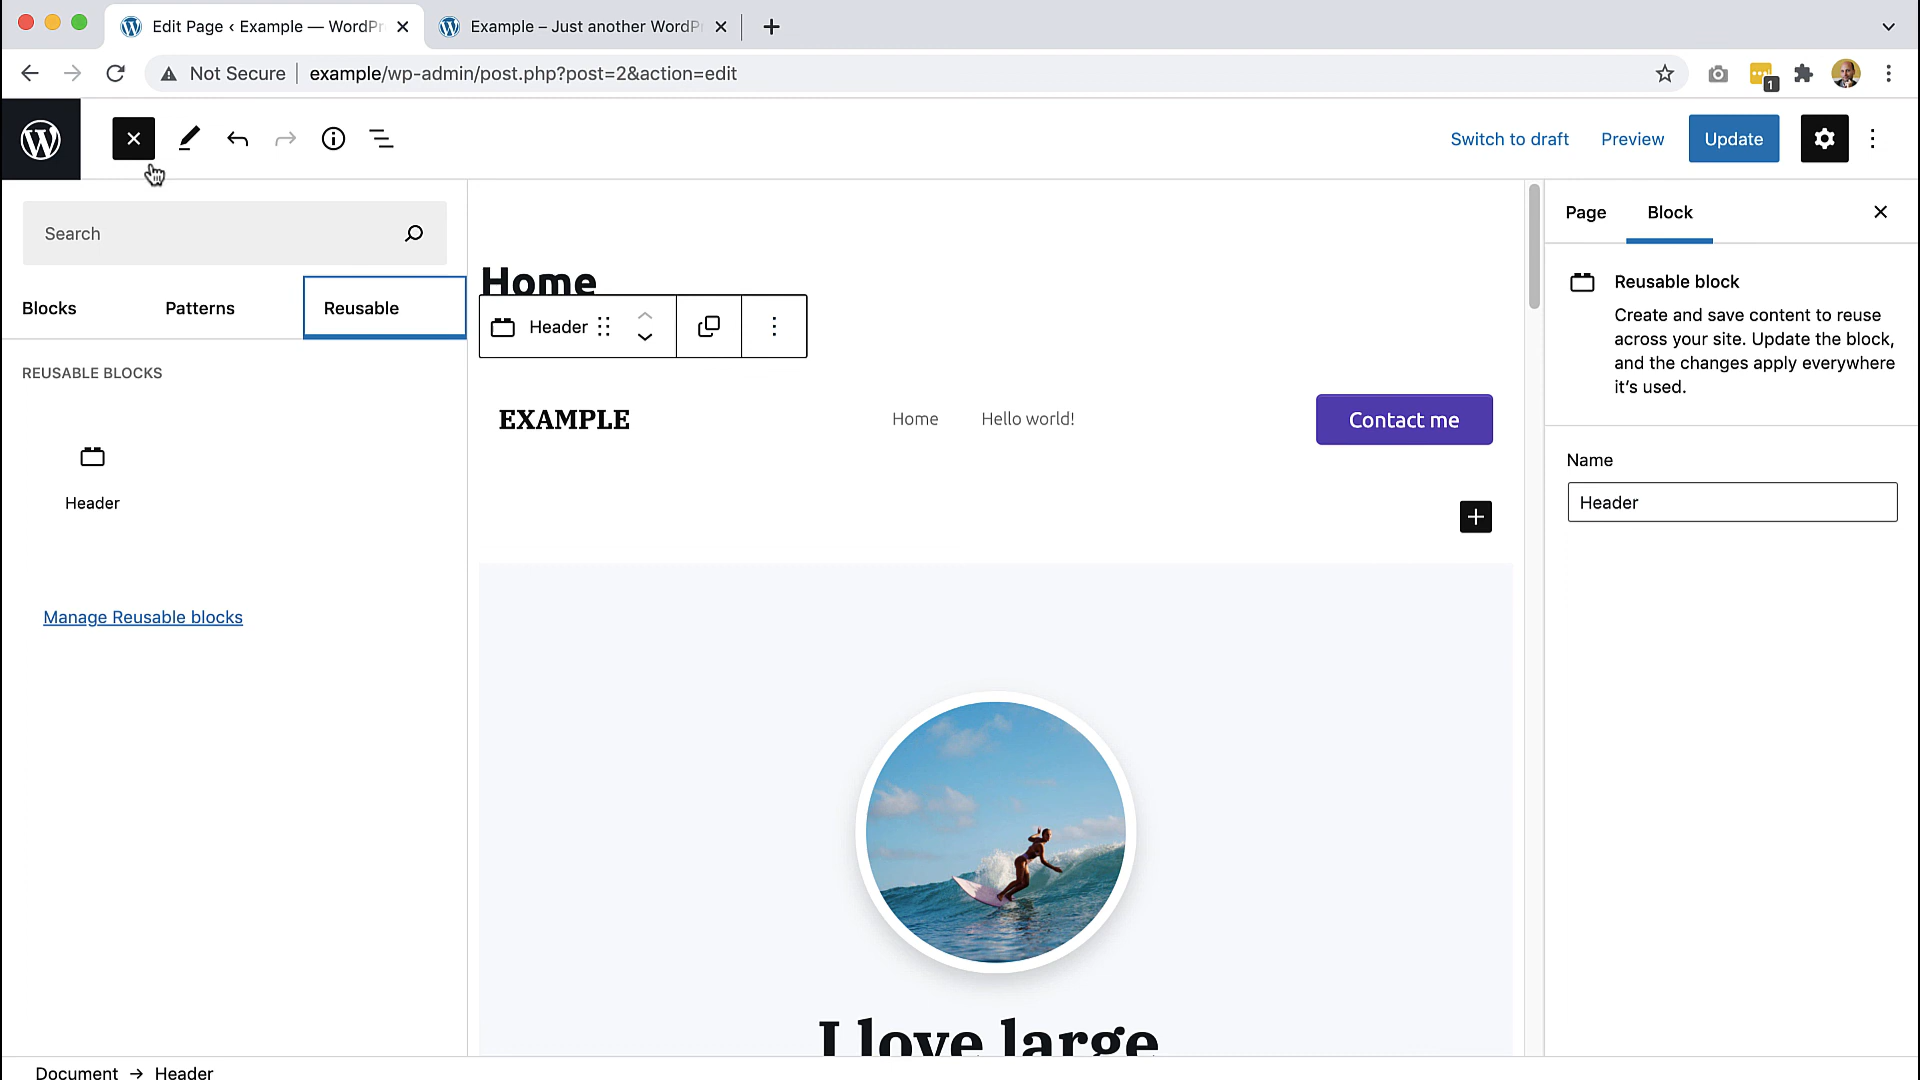 Edit Page ‹ Example — WordPr
Example – Just another WordP
Not Secure
example/wp-admin/post.php?post=2&action=edit
1
Switch to draft
Preview
Update
Search
Page
Block
Blocks
Patterns
Reusable
REUSABLE BLOCKS
Header
Manage Reusable blocks
Home
Header
EXAMPLE
Home
Hello world!
Contact me
I love large
Reusable block
Create and save content to reuse
across your site. Update the block,
and the changes apply everywhere
it’s used.
Name
Header
Document → Header